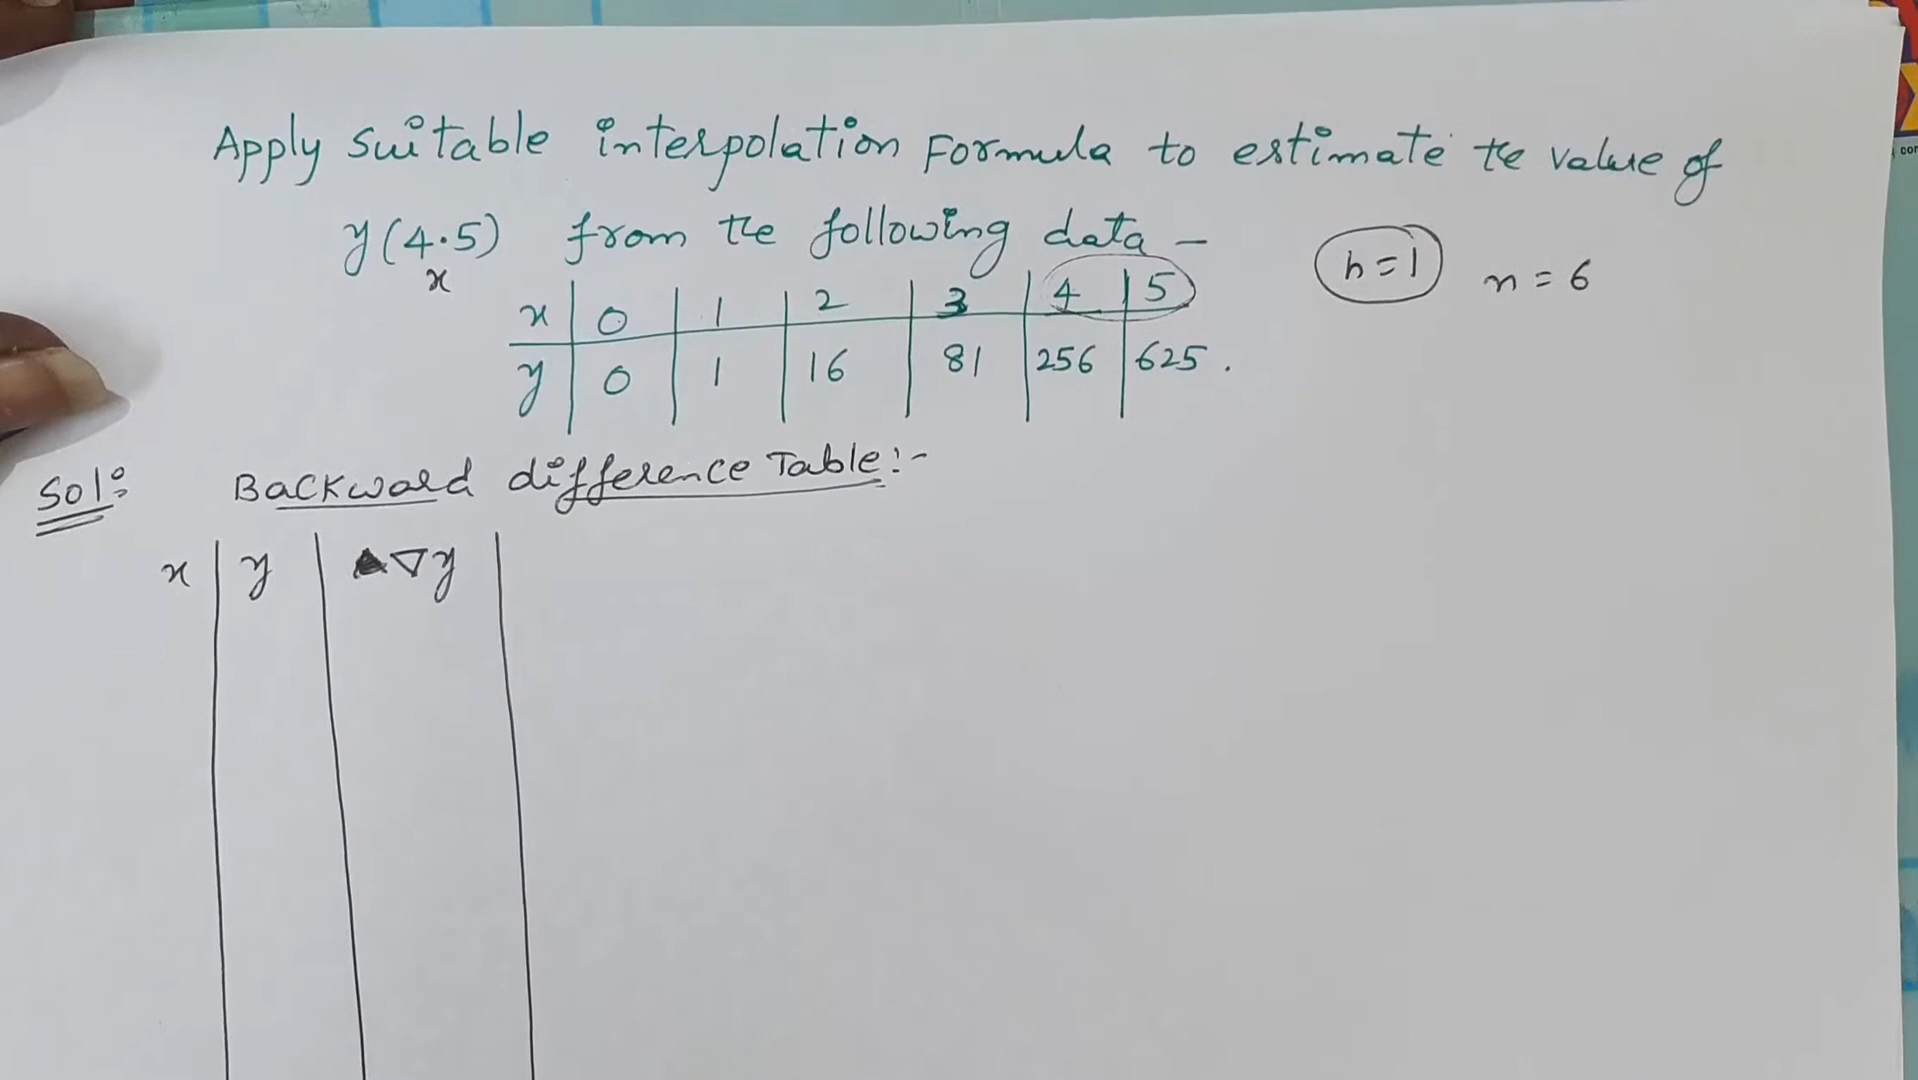 Apply suitable interpolation Formula to estimate the value of
y(4.5) from the following data -
x
h=1 n = 6
x 0 1 2 3 4 5
y 0 1 16 81 256 625 .
Sol: Backward difference Table:-
x y ∇y
con